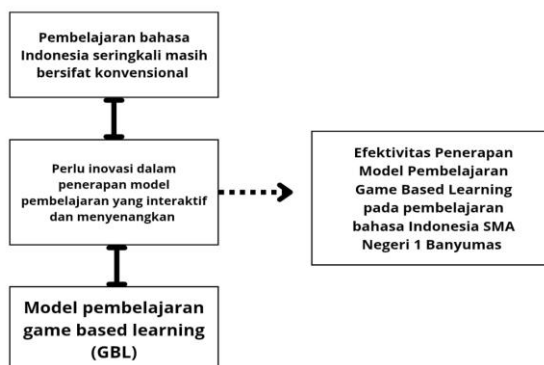 Pembelajaran bahasa
Indonesia seringkali masih
bersifat konvensional
Perlu inovasi dalam
penerapan model
pembelajaran yang interaktif
dan menyenangkan
Efektivitas Penerapan
Model Pembelajaran
Game Based Learning
pada pembelajaran
bahasa Indonesia SMA
Negeri 1 Banyumas
Model pembelajaran
game based learning
(GBL)